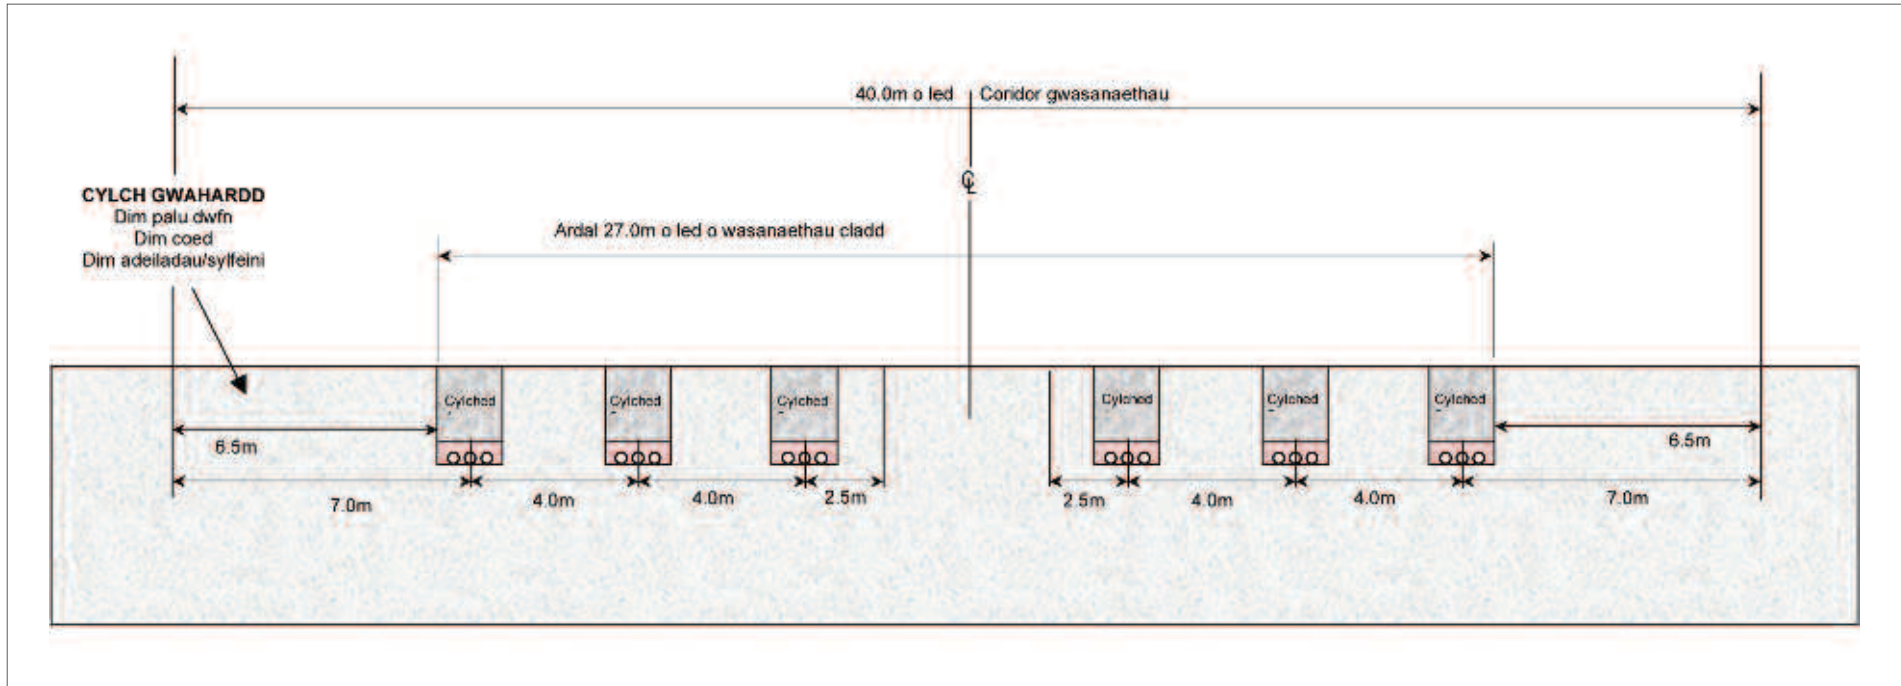 40.0m o led Coridor gwasanaethau
CL
CYLCH GWAHARDD
Dim palu dwfn
Dim coed
Dim adeiladau/sylfeini
Ardal 27.0m o led o wasanaethau cladd
Cylched Cylched Cylched Cylched Cylched Cylched
6.5m 6.5m
7.0m 4.0m 4.0m 2.5m 2.5m 4.0m 4.0m 7.0m